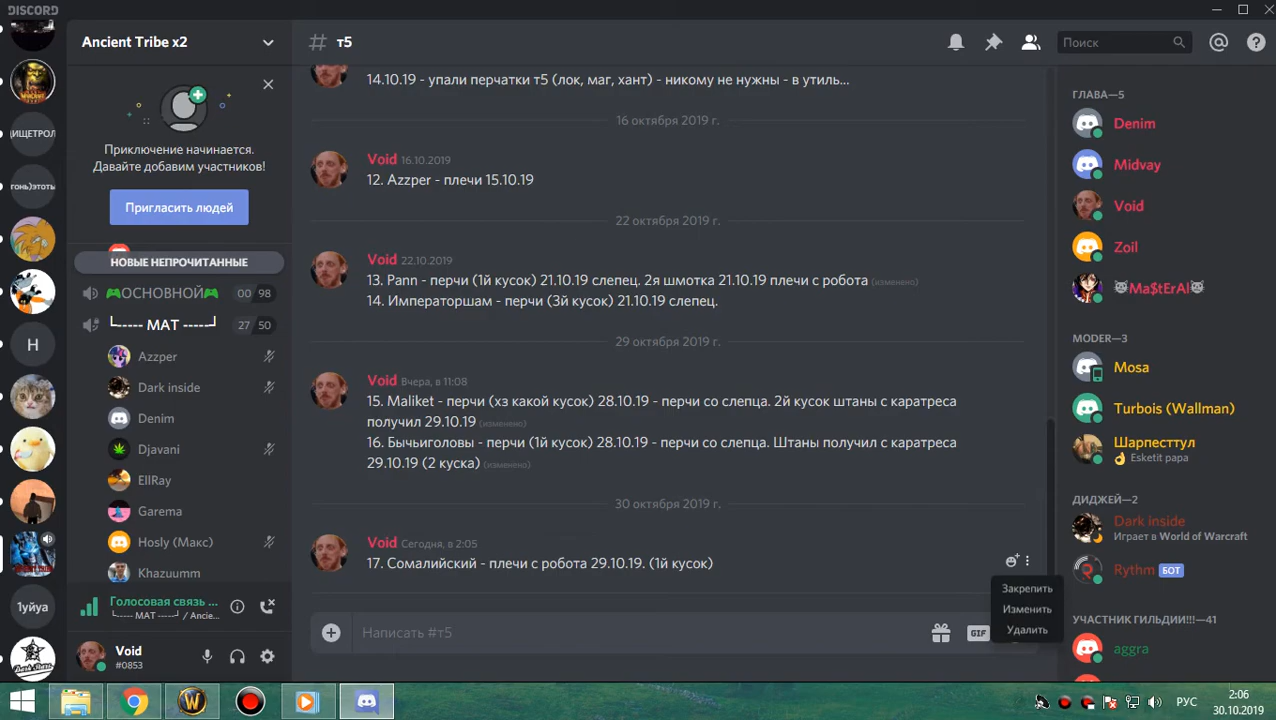 DISCORD
Ancient Tribe x2
# т5
Поиск
ИЩЕТРОЛ
гонь)этоть
H
1уйуа
Приключение начинается.
Давайте добавим участников!
Пригласить людей
НОВЫЕ НЕПРОЧИТАННЫЕ
ОСНОВНОЙ 00 98
┗----- МАТ -----┛ 27 50
Azzper
Dark inside
Denim
Djavani
EllRay
Garema
Hosly (Макс)
Khazuumm
Голосовая связь ...
┗----- МАТ -----┛ / Ancie...
Void
#0853
14.10.19 - упали перчатки т5 (лок, маг, хант) - никому не нужны - в утиль...
16 октября 2019 г.
Void 16.10.2019
12. Azzper - плечи 15.10.19
22 октября 2019 г.
Void 22.10.2019
13. Pann - перчи (1й кусок) 21.10.19 слепец. 2я шмотка 21.10.19 плечи с робота (изменено)
14. Императоршам - перчи (3й кусок) 21.10.19 слепец.
29 октября 2019 г.
Void Вчера, в 11:08
15. Maliket - перчи (хз какой кусок) 28.10.19 - перчи со слепца. 2й кусок штаны с каратреса
получил 29.10.19 (изменено)
16. Бычьиголовы - перчи (1й кусок) 28.10.19 - перчи со слепца. Штаны получил с каратреса
29.10.19 (2 куска) (изменено)
30 октября 2019 г.
Void Сегодня, в 2:05
17. Сомалийский - плечи с робота 29.10.19. (1й кусок)
Закрепить
Изменить
Удалить
Написать #т5
GIF
ГЛАВА—5
Denim
Midvay
Void
Zoil
Ma$tErAl
MODER—3
Mosa
Turbois (Wallman)
Шарпесттул
Esketit papa
ДИДЖЕЙ—2
Dark inside
Играет в World of Warcraft
Rythm БОТ
УЧАСТНИК ГИЛЬДИИ!!!—41
aggra
РУС
2:06
30.10.2019